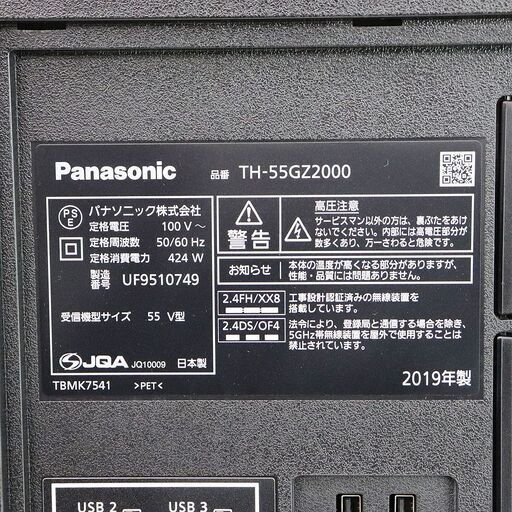 Panasonic 品番 TH-55GZ2000
PS
E
パナソニック株式会社
定格電圧 100 V ～
定格周波数 50/60 Hz
定格消費電力 424 W
製造
番号 UF9510749
受信機型サイズ 55 V型
JQA JQ10009 日本製
TBMK7541 >PET<
警告
高圧注意
サービスマン以外の方は、裏ぶたをあけ
ないでください。内部には高電圧部分が
数多くあり、万一さわると危険です。
お知らせ
本体の温度が高くなる部分がありますが、
性能・品質には問題ありません。
2.4FH/XX8
2.4DS/OF4
工事設計認証済みの無線装置を
搭載しています。
法令により、登録局と通信する場合を除き、
5GHz帯無線装置を屋外で使用すること
はできません。
2019年製
USB 2 USB 3